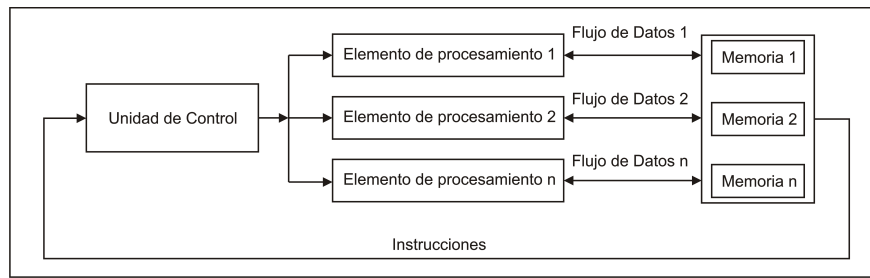 Flujo de Datos 1
Elemento de procesamiento 1
Memoria 1
Flujo de Datos 2
Unidad de Control
Elemento de procesamiento 2
Memoria 2
Flujo de Datos n
Elemento de procesamiento n
Memoria n
Instrucciones